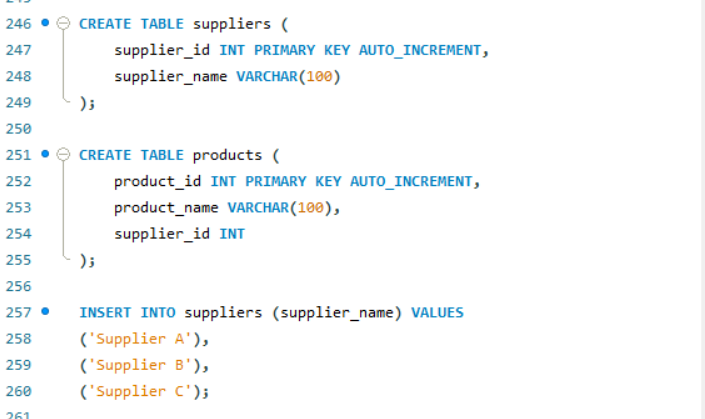 246 CREATE TABLE suppliers (
247 supplier_id INT PRIMARY KEY AUTO_INCREMENT,
248 supplier_name VARCHAR(100)
249 );
250
251 CREATE TABLE products (
252 product_id INT PRIMARY KEY AUTO_INCREMENT,
253 product_name VARCHAR(100),
254 supplier_id INT
255 );
256
257 INSERT INTO suppliers (supplier_name) VALUES
258 ('Supplier A'),
259 ('Supplier B'),
260 ('Supplier C');
261